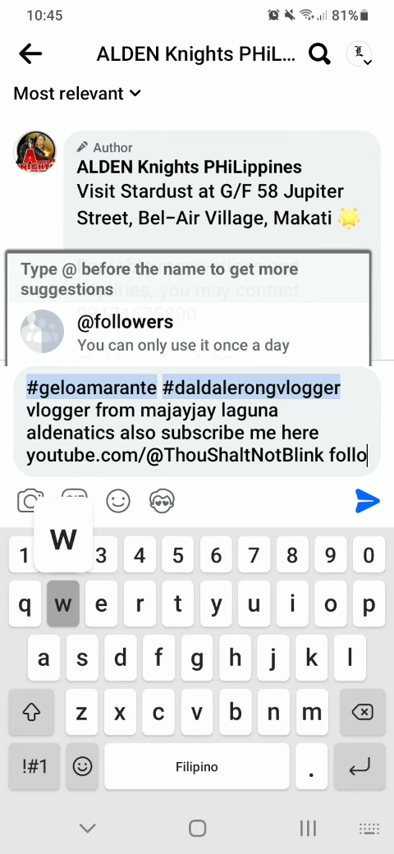 10:45
81%
ALDEN Knights PHiL...
Most relevant
Author
ALDEN Knights PHiLippines
Visit Stardust at G/F 58 Jupiter
Street, Bel-Air Village, Makati 🌟
Type @ before the name to get more
suggestions
you may contact
@followers
You can only use it once a day
#geloamarante #daldalerongvlogger
vlogger from majayjay laguna
aldenatics also subscribe me here
youtube.com/@ThouShaltNotBlink follo
w
1 3 4 5 6 7 8 9 0
q w e r t y u i o p
a s d f g h j k l
z x c v b n m
!#1 Filipino .